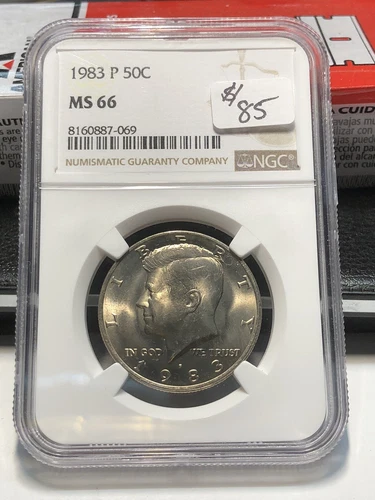 1983 P 50C
MS 66
8160887-069
NUMISMATIC GUARANTY COMPANY
NGC
$/85
LIBERTY
IN GOD WE TRUST
P
1983